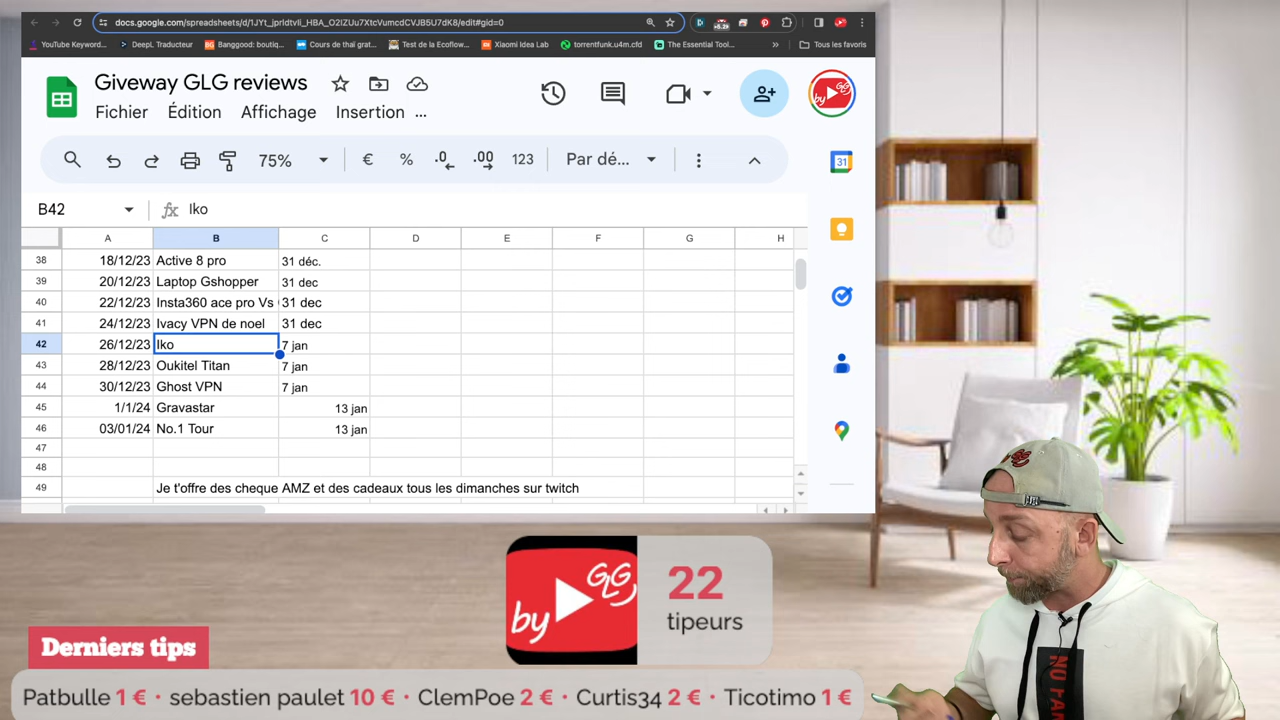 docs.google.com/spreadsheets/d/1JYt_jprIdtvIi_HBA_O2IZUu7XtcVumcdCVJB5U7dK8/edit#gid=0
+5.29
YouTube Keyword...
DeepL Traducteur
BG Banggood: boutiq...
Cours de thaï grat...
Test de la Ecoflow...
Xiaomi Idea Lab
torrentfunk.u4m.cfd
The Essential Tool...
»
Tous les favoris
Giveway GLG reviews
Fichier Édition Affichage Insertion ...
75% € % .0 .00 123 Par dé...
31
B42 fx Iko
A B C D E F G H
38 18/12/23 Active 8 pro 31 déc.
39 20/12/23 Laptop Gshopper 31 dec
40 22/12/23 Insta360 ace pro Vs 31 dec
41 24/12/23 Ivacy VPN de noel 31 dec
42 26/12/23 Iko 7 jan
43 28/12/23 Oukitel Titan 7 jan
44 30/12/23 Ghost VPN 7 jan
45 1/1/24 Gravastar 13 jan
46 03/01/24 No.1 Tour 13 jan
47
48
49 Je t'offre des cheque AMZ et des cadeaux tous les dimanches sur twitch
by GLG
22
tipeurs
Derniers tips
Patbulle 1 € · sebastien paulet 10 € · ClemPoe 2 € · Curtis34 2 € · Ticotimo 1 €